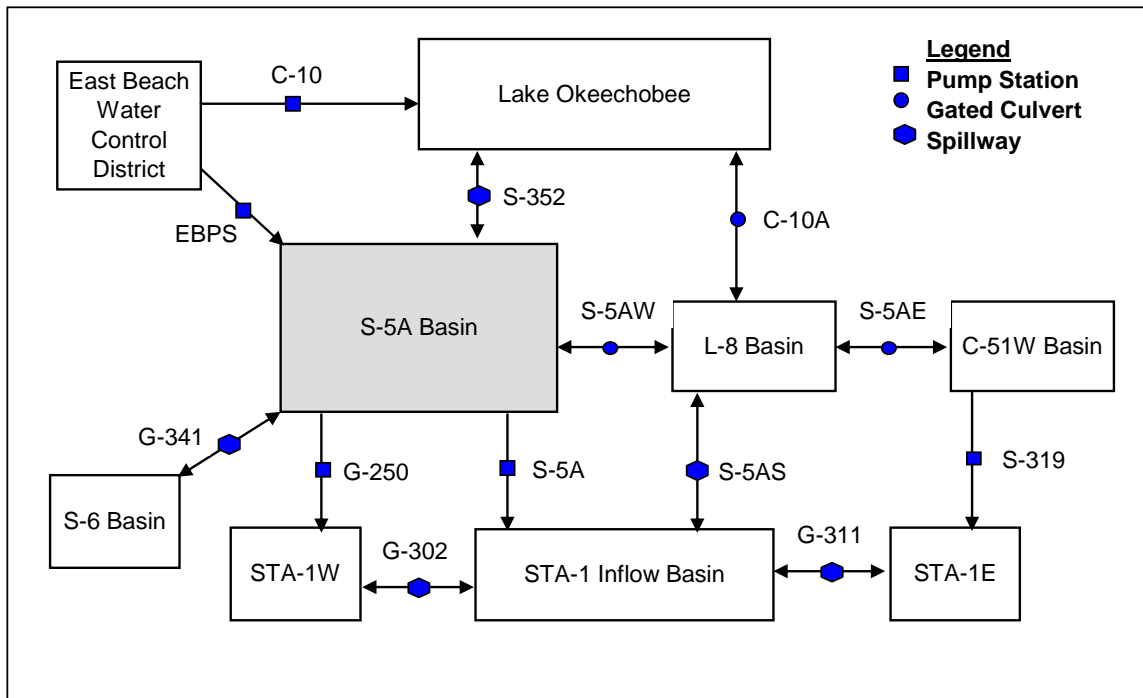 Legend
Pump Station
Gated Culvert
Spillway
East Beach
Water
Control
District
C-10
Lake Okeechobee
EBPS
S-352
C-10A
S-5A Basin
S-5AW
L-8 Basin
S-5AE
C-51W Basin
G-341
G-250
S-5A
S-5AS
S-319
S-6 Basin
STA-1W
G-302
STA-1 Inflow Basin
G-311
STA-1E